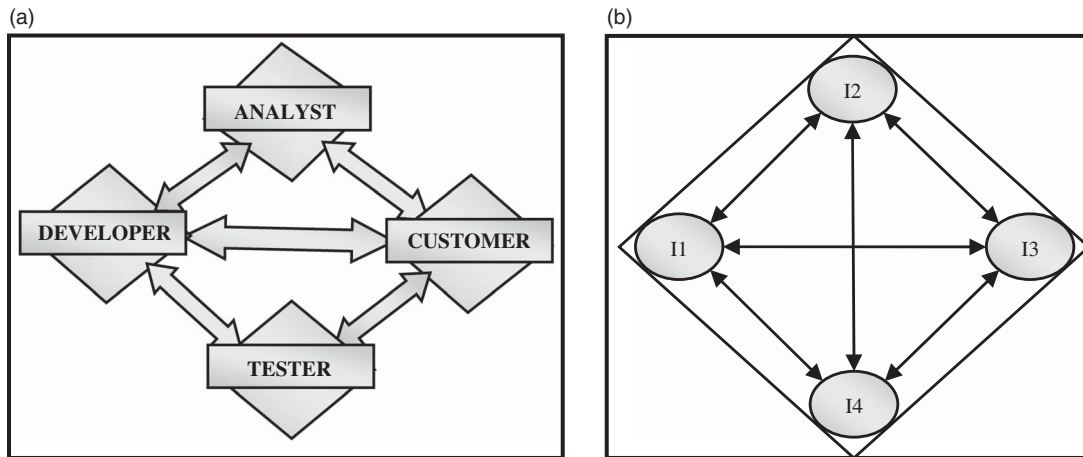 (a)
ANALYST
DEVELOPER
CUSTOMER
TESTER
(b)
I2
I1
I3
I4